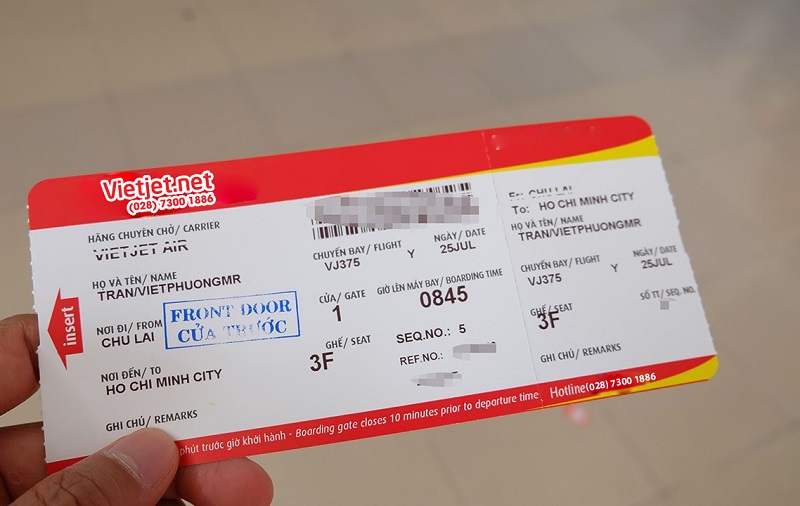 Vietjet.net
(028) 7300 1886
HÃNG CHUYÊN CHỞ/ CARRIER
VIETJET AIR
HỌ VÀ TÊN/ NAME
TRAN/VIETPHUONGMR
NƠI ĐI/ FROM
CHU LAI
FRONT DOOR
CỬA TRƯỚC
NƠI ĐẾN/ TO
HO CHI MINH CITY
GHI CHÚ/ REMARKS
insert
CHUYẾN BAY/ FLIGHT
VJ375 Y
NGÀY/ DATE
25JUL
CỬA/ GATE
1
GIỜ LÊN MÁY BAY/ BOARDING TIME
0845
GHẾ/ SEAT
3F
SEQ.NO.: 5
REF.NO.:
phút trước giờ khởi hành - Boarding gate closes 10 minutes prior to departure time
Fr: CHU LAI
To: HO CHI MINH CITY
HỌ VÀ TÊN/ NAME
TRAN/VIETPHUONGMR
CHUYẾN BAY/ FLIGHT
VJ375 Y
NGÀY/ DATE
25JUL
GHẾ/ SEAT
3F
SỐ TT/ SEQ. NO.
GHI CHÚ/ REMARKS
Hotline(028) 7300 1886